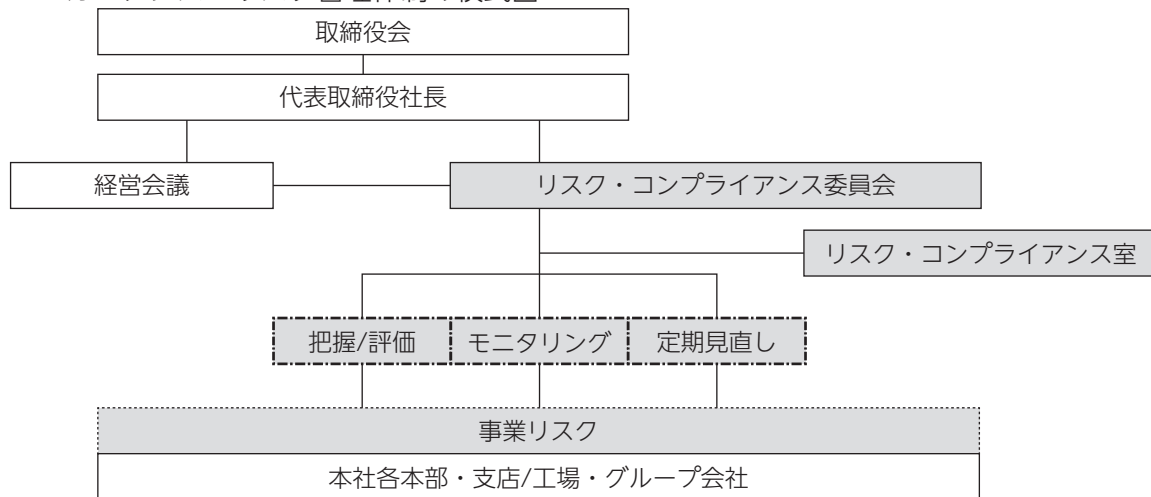 取締役会
代表取締役社長
経営会議
リスク・コンプライアンス委員会
リスク・コンプライアンス室
把握/評価
モニタリング
定期見直し
事業リスク
本社各本部・支店/工場・グループ会社